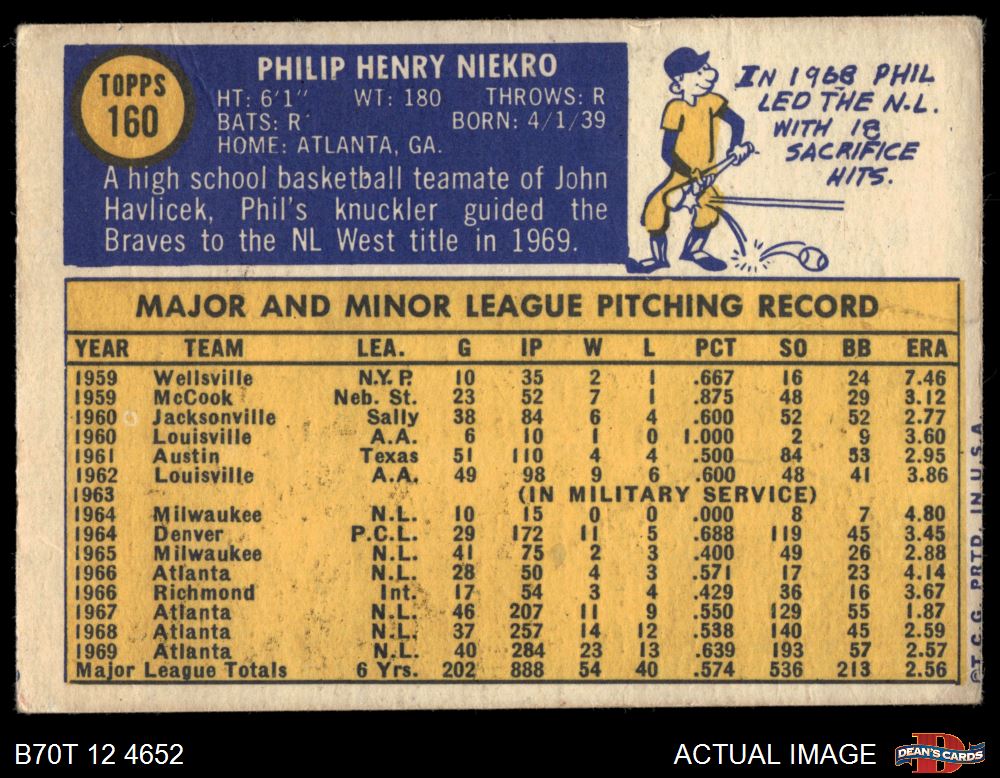 TOPPS
160
PHILIP HENRY NIEKRO
HT: 6'1" WT: 180 THROWS: R
BATS: R BORN: 4/1/39
HOME: ATLANTA, GA.
A high school basketball teamate of John
Havlicek, Phil's knuckler guided the
Braves to the NL West title in 1969.
IN 1968 PHIL
LED THE N.L.
WITH 18
SACRIFICE
HITS.
MAJOR AND MINOR LEAGUE PITCHING RECORD
YEAR TEAM LEA. G IP W L PCT SO BB ERA
1959 Wellsville N.Y.P. 10 35 2 1 .667 16 24 7.46
1959 McCook Neb. St. 23 52 7 1 .875 48 29 3.12
1960 Jacksonville Sally 38 84 6 4 .600 52 52 2.77
1960 Louisville A.A. 6 10 1 0 1.000 2 9 3.60
1961 Austin Texas 51 110 4 4 .500 84 53 2.95
1962 Louisville A.A. 49 98 9 6 .600 48 41 3.86
1963 (IN MILITARY SERVICE)
1964 Milwaukee N.L. 10 15 0 0 .000 8 7 4.80
1964 Denver P.C.L. 29 172 11 5 .688 119 45 3.45
1965 Milwaukee N.L. 41 75 2 3 .400 49 26 2.88
1966 Atlanta N.L. 28 50 4 3 .571 17 23 4.14
1966 Richmond Int. 17 54 3 4 .429 36 16 3.67
1967 Atlanta N.L. 46 207 11 9 .550 129 55 1.87
1968 Atlanta N.L. 37 257 14 12 .538 140 45 2.59
1969 Atlanta N.L. 40 284 23 13 .639 193 57 2.57
Major League Totals 6 Yrs. 202 888 54 40 .574 536 213 2.56
©T.C.G. PRTD. IN U.S.A.
B70T 12 4652
ACTUAL IMAGE
DEAN'S CARDS